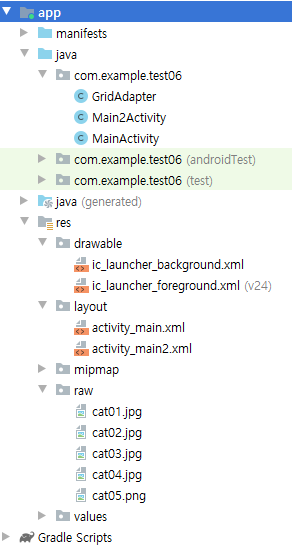 app
manifests
java
com.example.test06
C GridAdapter
C Main2Activity
C MainActivity
com.example.test06 (androidTest)
com.example.test06 (test)
java (generated)
res
drawable
ic_launcher_background.xml
ic_launcher_foreground.xml (v24)
layout
activity_main.xml
activity_main2.xml
mipmap
raw
cat01.jpg
cat02.jpg
cat03.jpg
cat04.jpg
cat05.png
values
Gradle Scripts